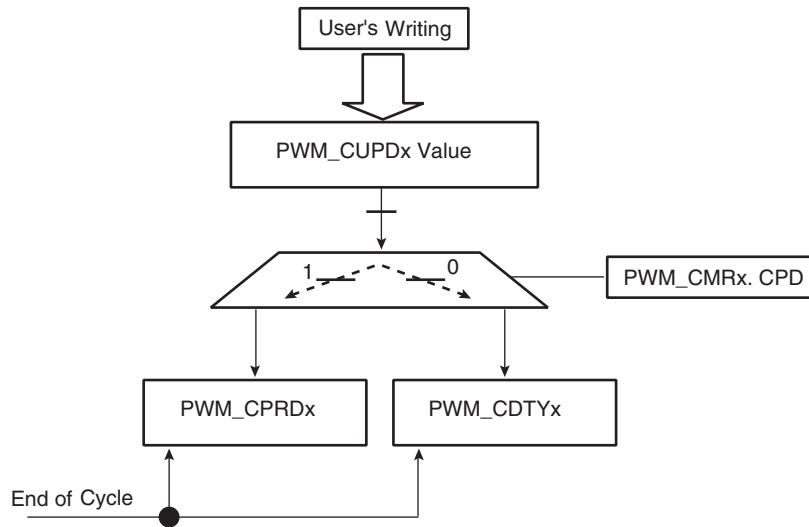 User's Writing
PWM_CUPDx Value
1
0
PWM_CMRx. CPD
PWM_CPRDx
PWM_CDTYx
End of Cycle